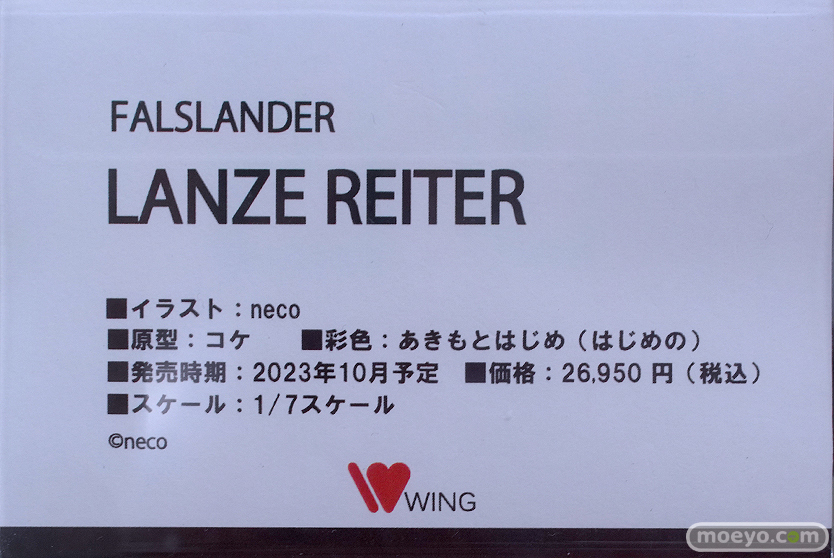 FALSLANDER
LANZE REITER
■イラスト：neco
■原型：コケ　■彩色：あきもとはじめ（はじめの）
■発売時期：2023年10月予定　■価格：26,950 円（税込）
■スケール：1/7スケール
©neco
WING
moeyo.com